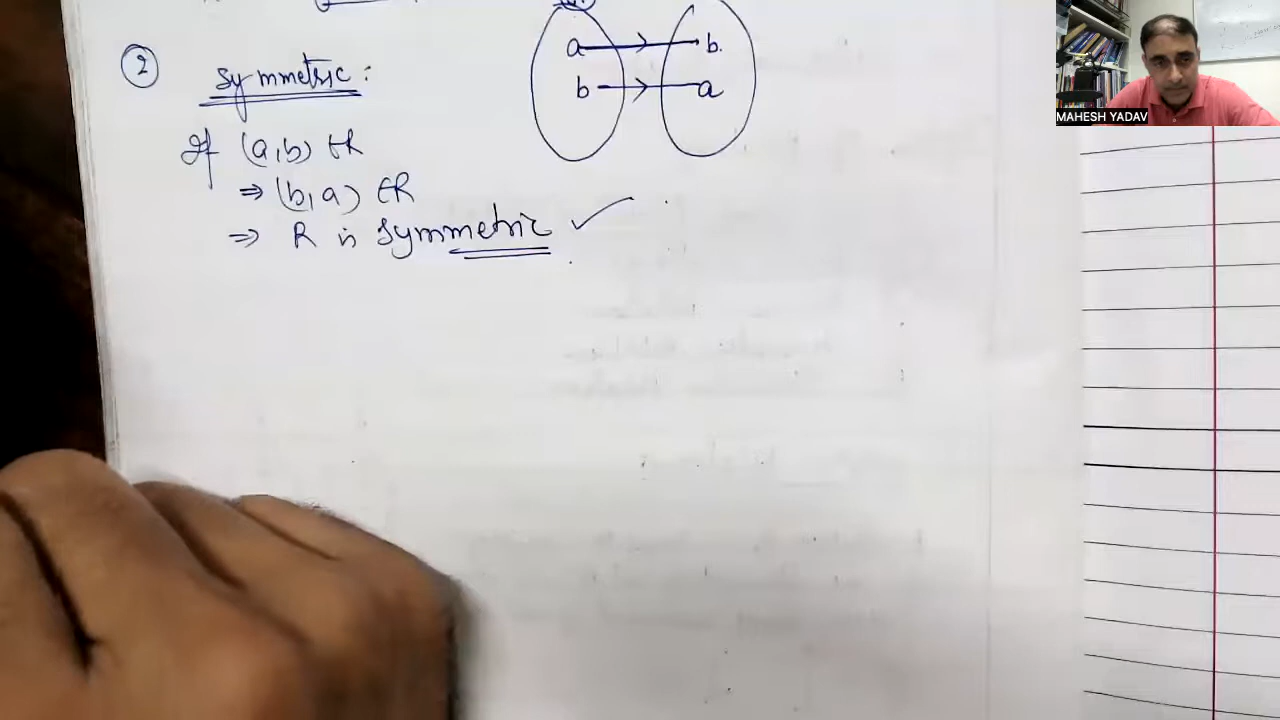 ② Symmetric :
a b.
b a
If (a,b) ∈R
⇒ (b,a) ∈R
⇒ R is symmetric ✓
MAHESH YADAV